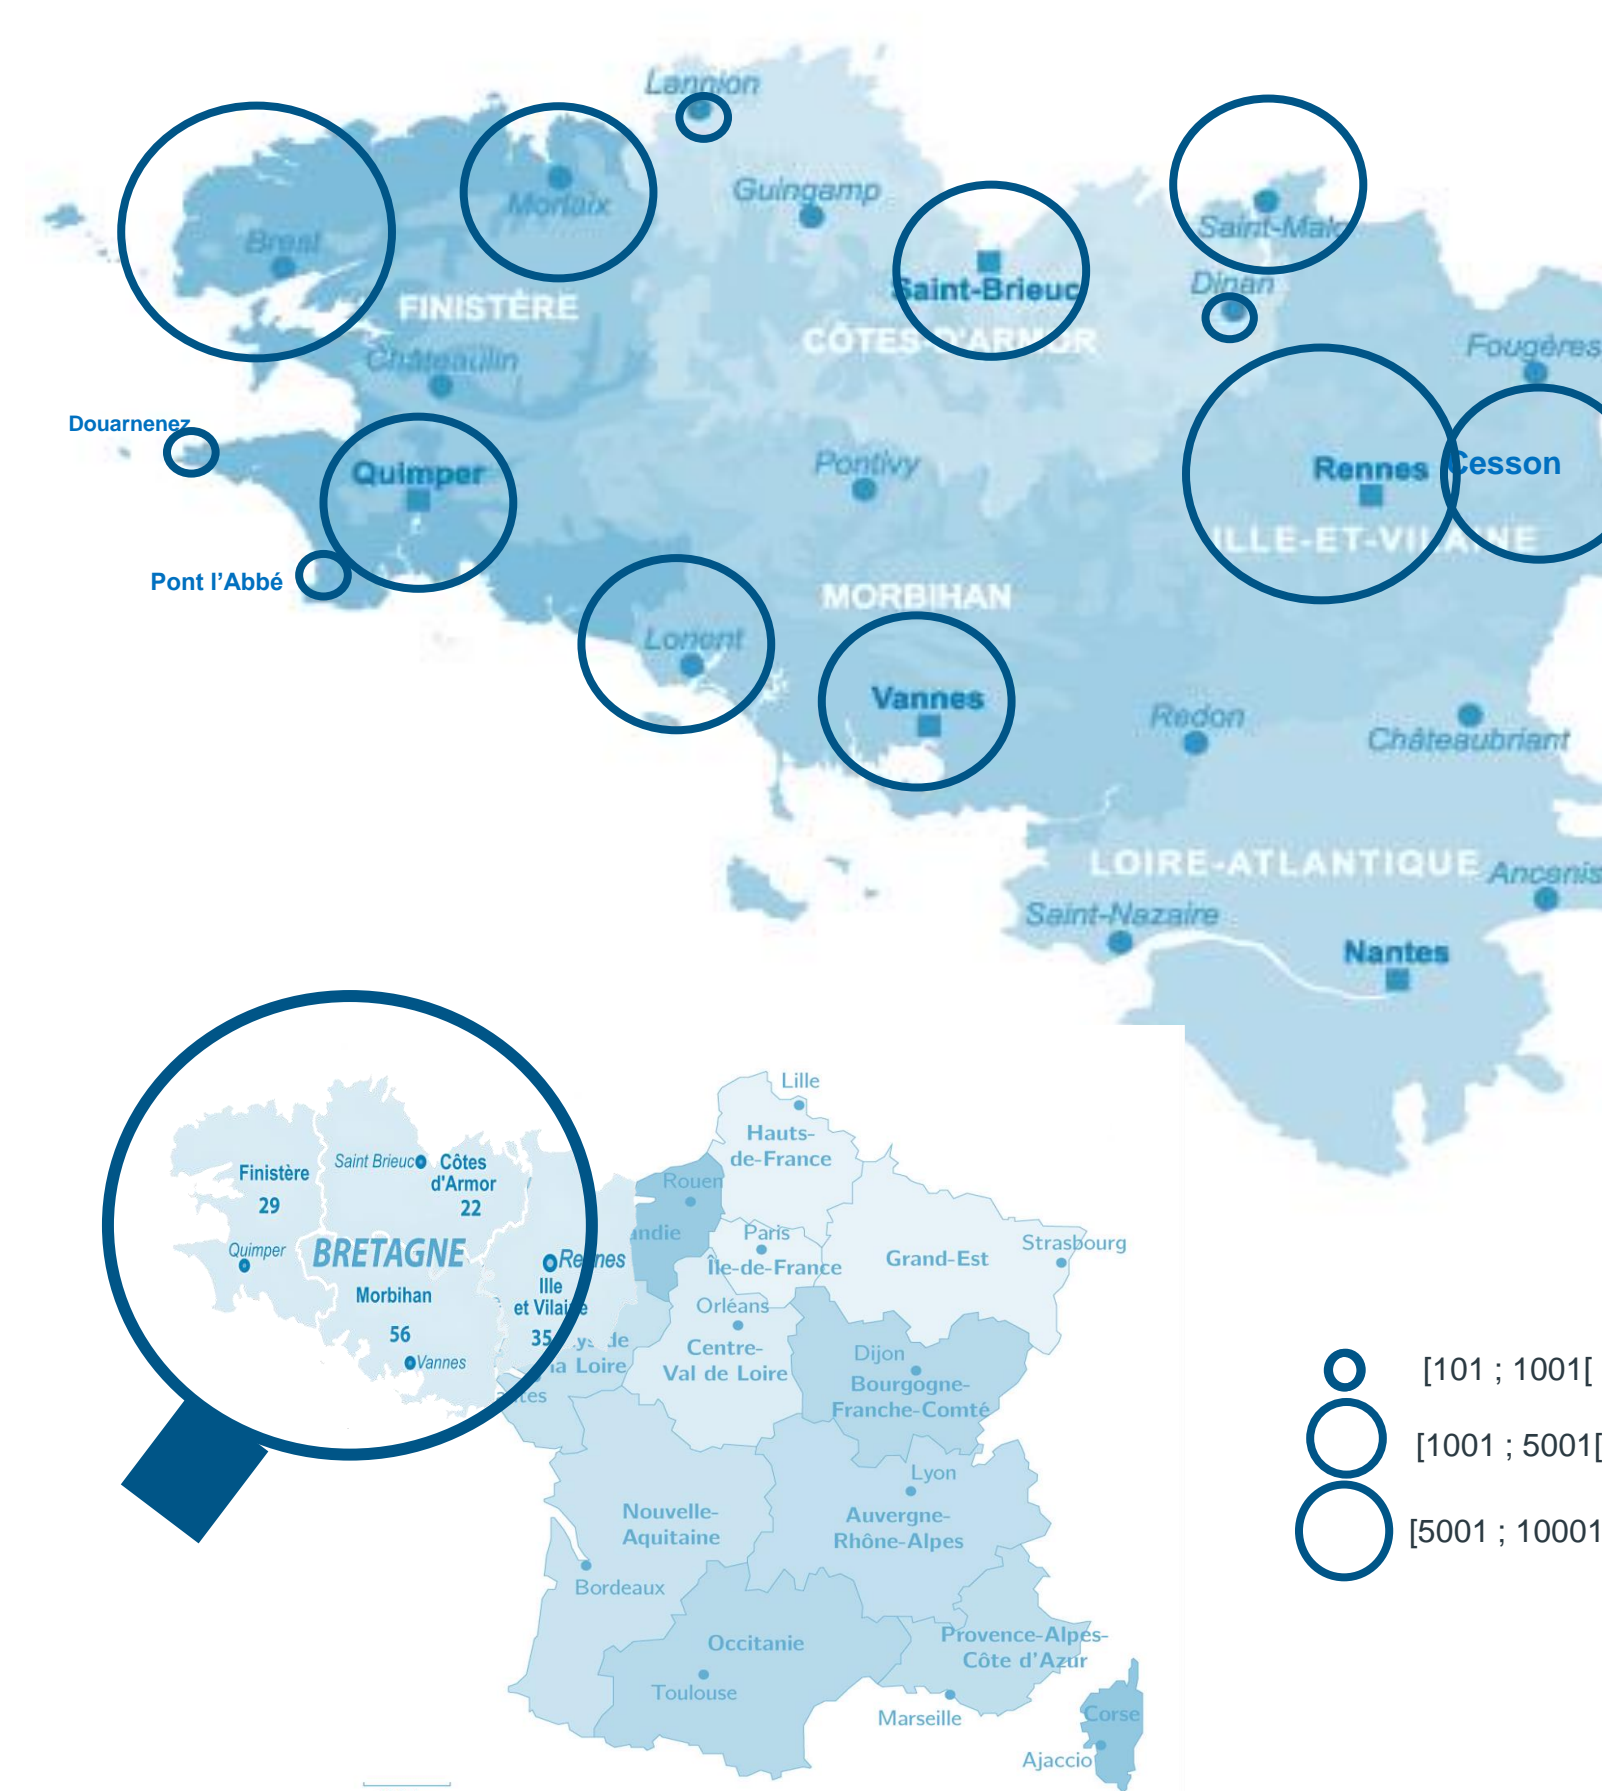 Lannion
Guingamp
Morlaix
Brest
Saint-Malo
Dinan
Saint-Brieuc
FINISTÈRE
CÔTES-D'ARMOR
Fougères
Châteaulin
Douarnenez
Quimper
Pontivy
Rennes
Cesson
ILLE-ET-VILAINE
Pont l'Abbé
MORBIHAN
Lorient
Vannes
Redon
Châteaubriant
LOIRE-ATLANTIQUE
Ancenis
Saint-Nazaire
Nantes
Finistère
29
Saint Brieuc
Côtes
d'Armor
22
Quimper
BRETAGNE
Rennes
Ille
et Vilaine
35
Morbihan
56
Vannes
la Loire
Lille
Hauts-
de-France
Rouen
Paris
Île-de-France
Grand-Est
Strasbourg
Orléans
Centre-
Val de Loire
Dijon
Bourgogne-
Franche-Comté
Lyon
Auvergne-
Rhône-Alpes
Nouvelle-
Aquitaine
Bordeaux
Occitanie
Toulouse
Provence-Alpes-
Côte d'Azur
Marseille
Corse
Ajaccio
[101 ; 1001[
[1001 ; 5001[
[5001 ; 10001